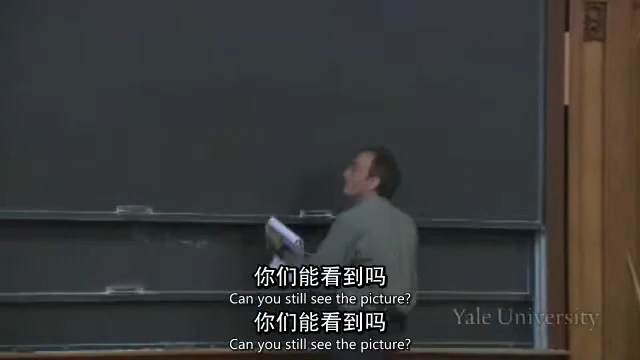 你们能看到吗
Can you still see the picture?
你们能看到吗
Can you still see the picture?
Yale University